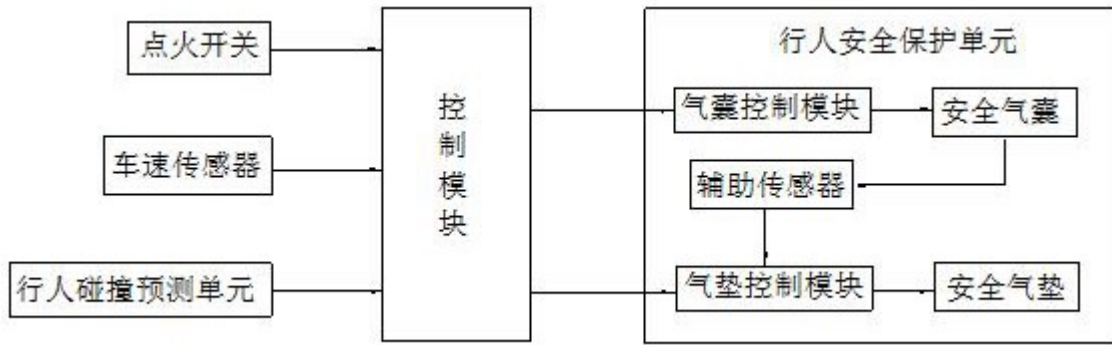 点火开关
车速传感器
行人碰撞预测单元
控制模块
行人安全保护单元
气囊控制模块
安全气囊
辅助传感器
气垫控制模块
安全气垫